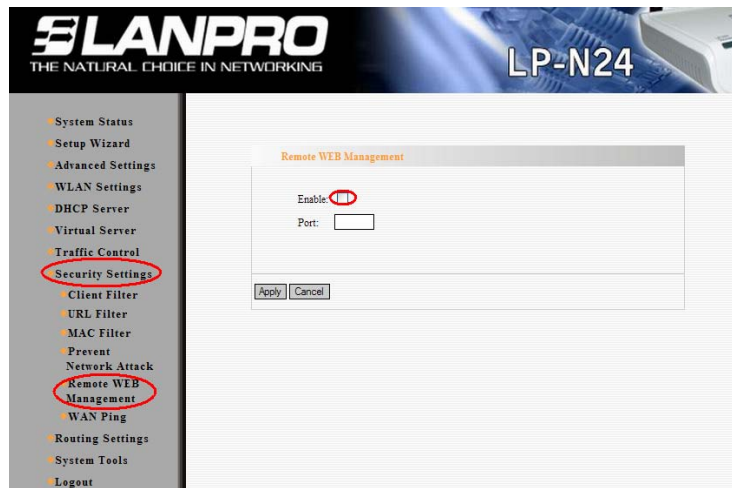 LANPRO
THE NATURAL CHOICE IN NETWORKING
LP-N24
System Status
Setup Wizard
Advanced Settings
WLAN Settings
DHCP Server
Virtual Server
Traffic Control
Security Settings
Client Filter
URL Filter
MAC Filter
Prevent
Network Attack
Remote WEB
Management
WAN Ping
Routing Settings
System Tools
Logout
Remote WEB Management
Enable:
Port:
Apply Cancel